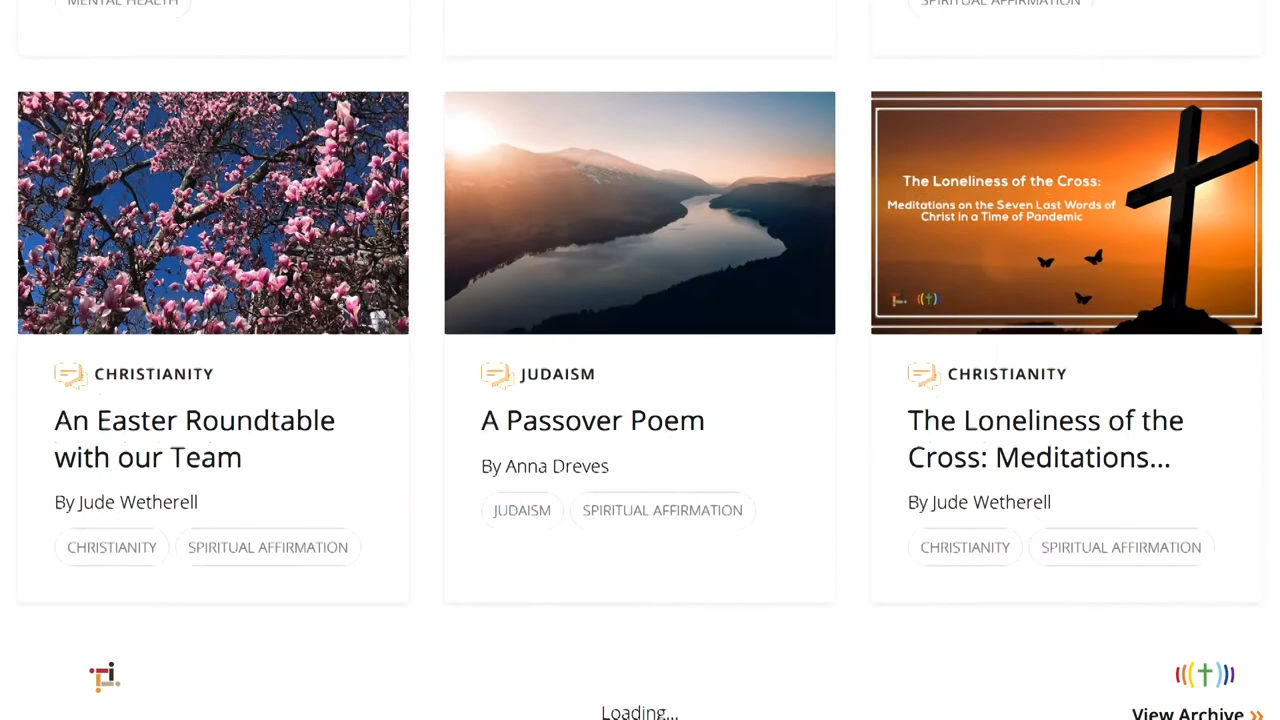 MENTAL HEALTH
SPIRITUAL AFFIRMATION
The Loneliness of the Cross:
Meditations on the Seven Last Words of
Christ in a Time of Pandemic
CHRISTIANITY
An Easter Roundtable
with our Team
By Jude Wetherell
CHRISTIANITY
SPIRITUAL AFFIRMATION
JUDAISM
A Passover Poem
By Anna Dreves
JUDAISM
SPIRITUAL AFFIRMATION
CHRISTIANITY
The Loneliness of the
Cross: Meditations...
By Jude Wetherell
CHRISTIANITY
SPIRITUAL AFFIRMATION
Loading...
View Archive »